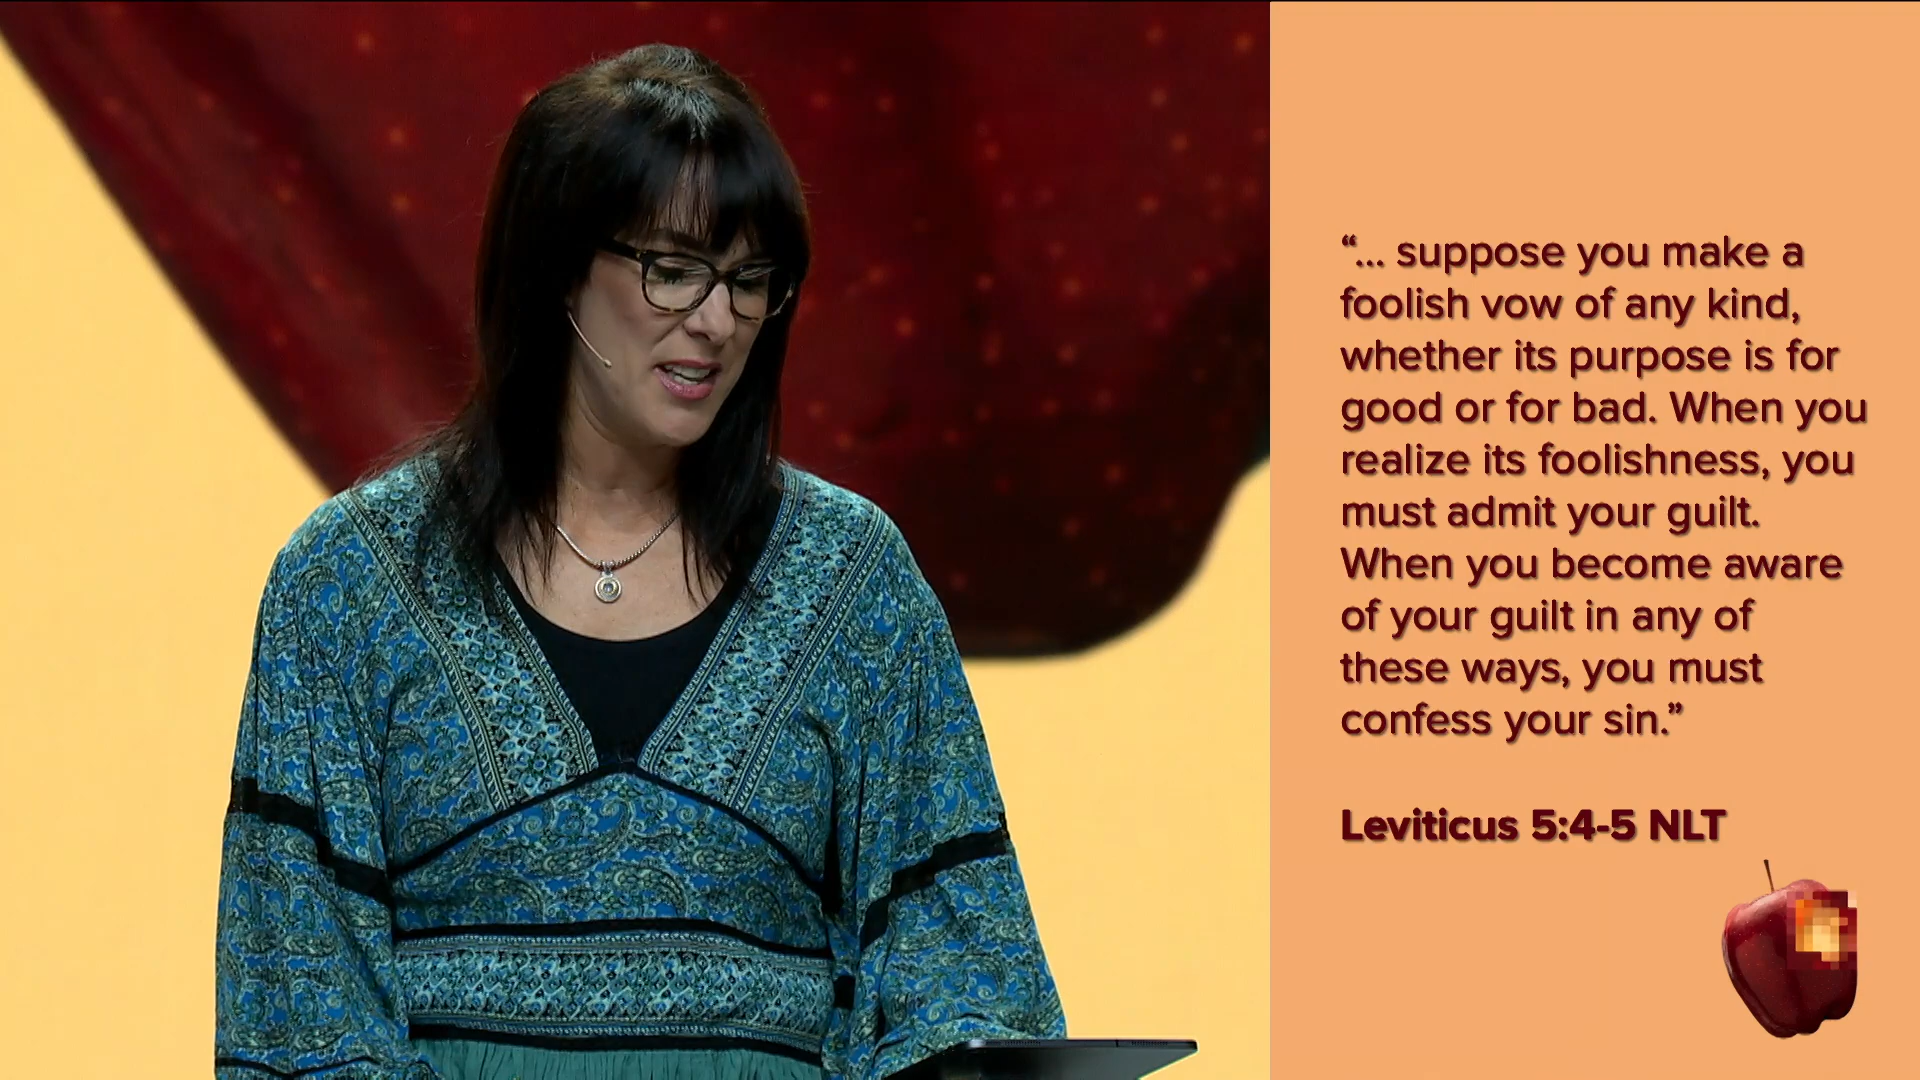 “... suppose you make a
foolish vow of any kind,
whether its purpose is for
good or for bad. When you
realize its foolishness, you
must admit your guilt.
When you become aware
of your guilt in any of
these ways, you must
confess your sin.”
Leviticus 5:4-5 NLT